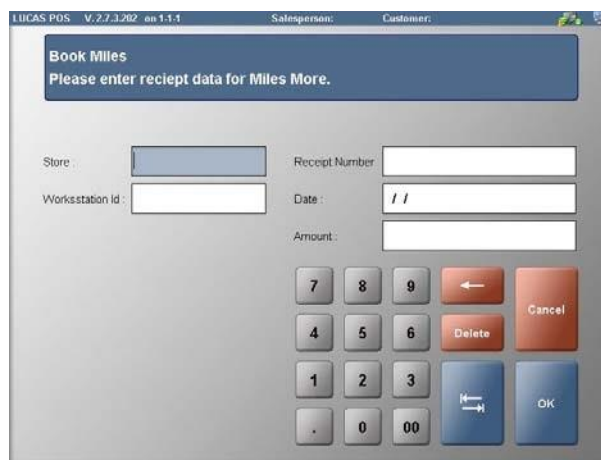 LUCAS POS V. 2.7.3.202 on 1-1-1 Salesperson: Customer:
Book Miles
Please enter reciept data for Miles More.
Store : Receipt Number
Worksstation Id : Date : / /
Amount :
7 8 9
Cancel
4 5 6 Delete
1 2 3
OK
. 0 00